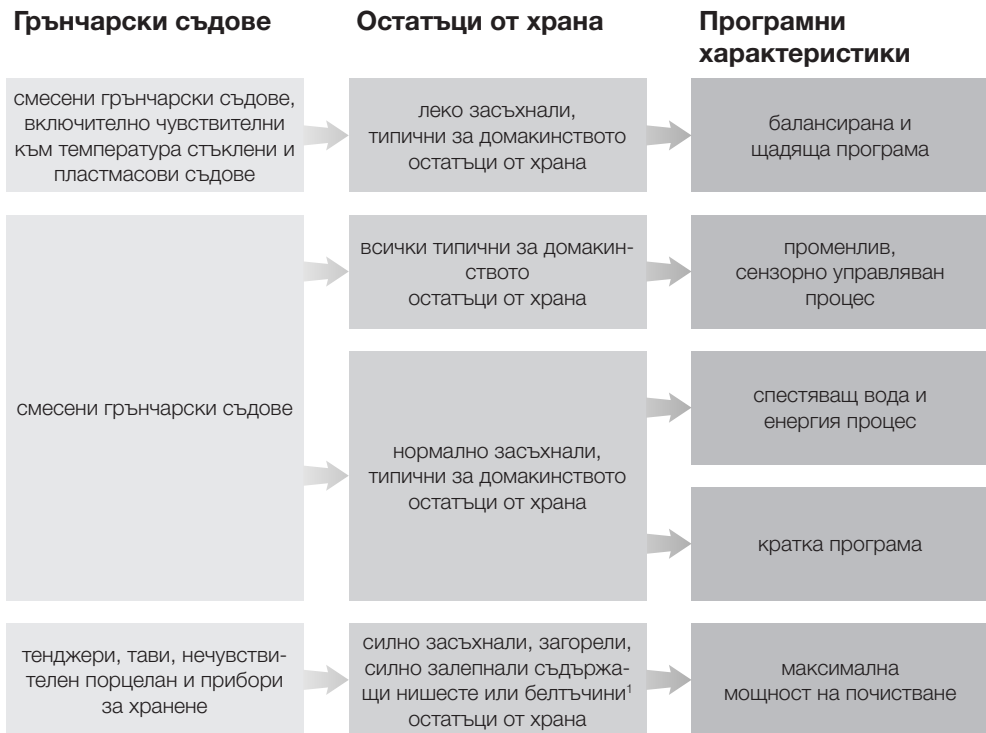 Грънчарски съдове
Остатъци от храна
Програмни
характеристики
смесени грънчарски съдове,
включително чувствителни
към температура стъклени и
пластмасови съдове
леко засъхнали,
типични за домакинството
остатъци от храна
балансирана и
щадяща програма
смесени грънчарски съдове
всички типични за домакин-
ството
остатъци от храна
променлив,
сензорно управляван
процес
нормално засъхнали,
типични за домакинството
остатъци от храна
спестяващ вода и
енергия процес
кратка програма
тенджери, тави, нечувстви-
телен порцелан и прибори
за хранене
силно засъхнали, загорели,
силно залепнали съдържа-
щи нишесте или белтъчини¹
остатъци от храна
максимална
мощност на почистване